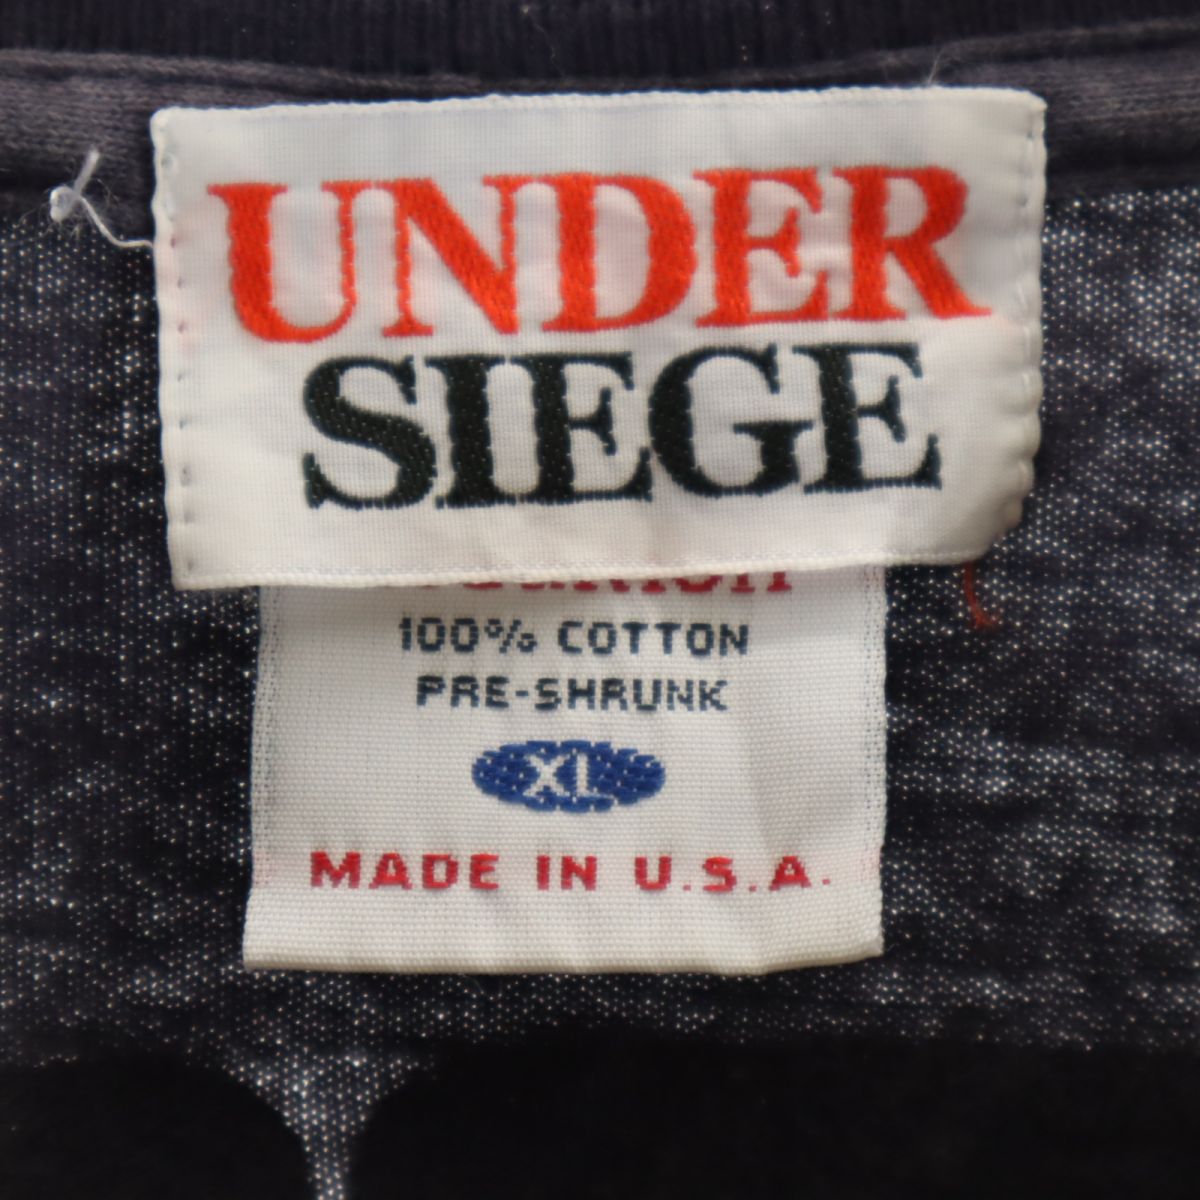 UNDER
SIEGE
100% COTTON
PRE-SHRUNK
XL
MADE IN U.S.A.